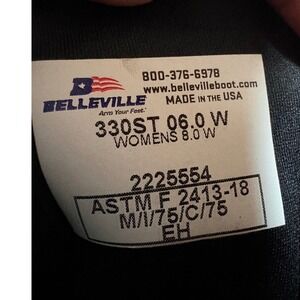 800-376-6978
BELLEVILLE www.bellevilleboot.com
Arm Your Feet. MADE IN THE USA
330ST 06.0 W
WOMENS 8.0 W
2225554
ASTM F 2413-18
M/I/75/C/75
EH